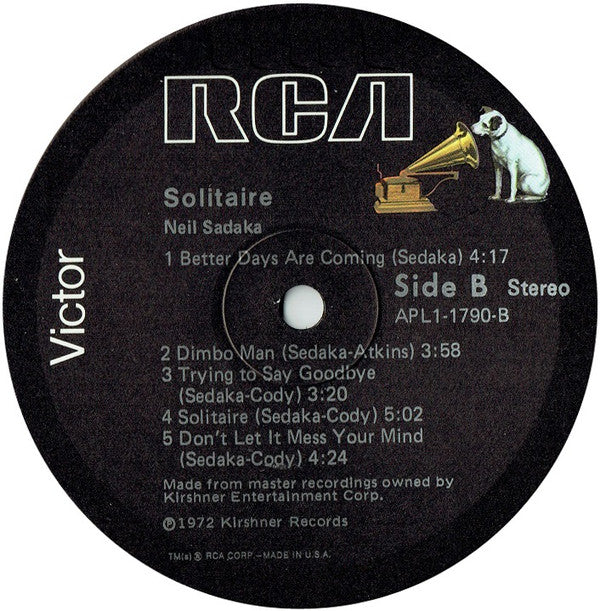 RCA
Solitaire
Neil Sadaka
1 Better Days Are Coming (Sedaka) 4:17
Side B Stereo
APL1-1790-B
Victor
2 Dimbo Man (Sedaka-Atkins) 3:58
3 Trying to Say Goodbye
(Sedaka-Cody) 3:20
4 Solitaire (Sedaka-Cody) 5:02
5 Don't Let It Mess Your Mind
(Sedaka-Cody) 4:24
Made from master recordings owned by
Kirshner Entertainment Corp.
℗1972 Kirshner Records
TM(s) ® RCA CORP.—MADE IN U.S.A.